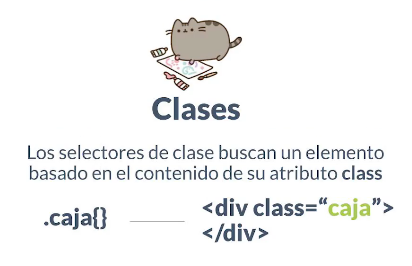 Clases
Los selectores de clase buscan un elemento
basado en el contenido de su atributo class
.caja{}
<div class=“caja”>
</div>